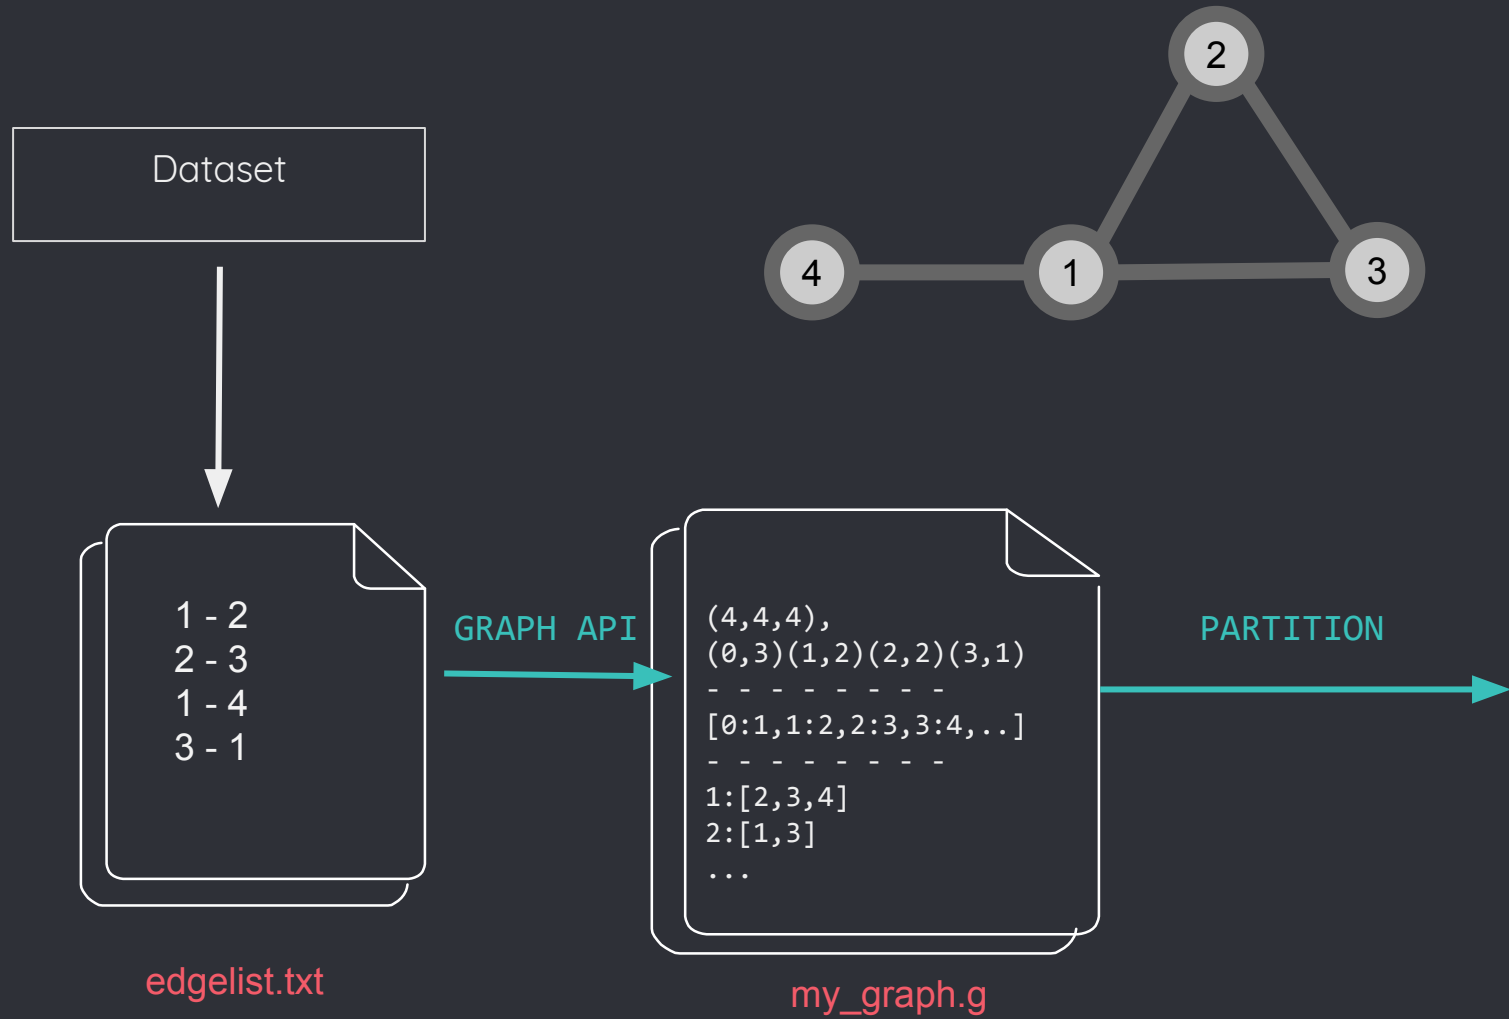 2
Dataset
4
1
3
1 - 2
2 - 3
1 - 4
3 - 1
GRAPH API
(4,4,4),
(0,3)(1,2)(2,2)(3,1)
- - - - - - - -
[0:1,1:2,2:3,3:4,..]
- - - - - - - -
1:[2,3,4]
2:[1,3]
...
PARTITION
edgelist.txt
my_graph.g